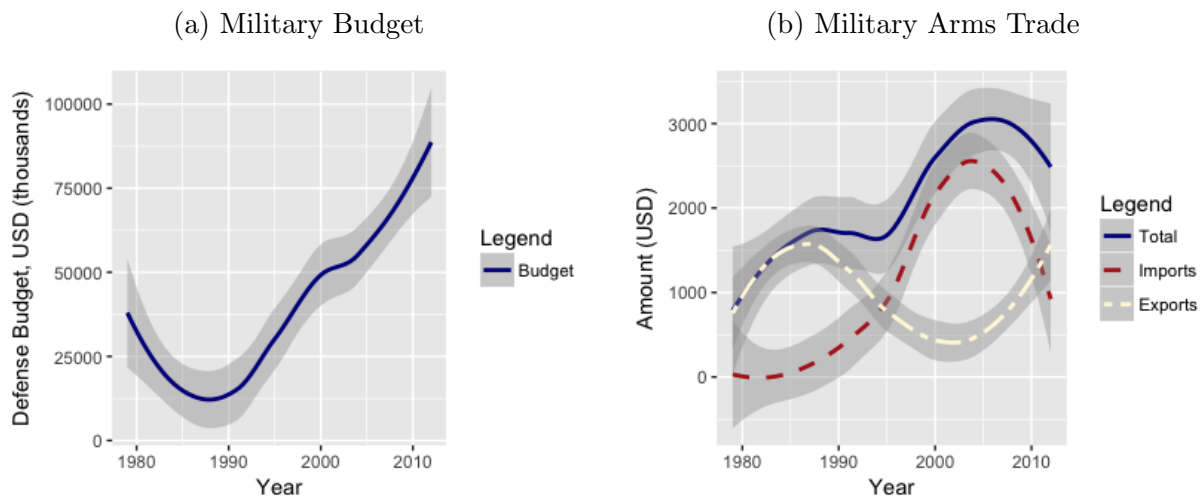 (a) Military Budget
Defense Budget, USD (thousands)
100000
75000
50000
25000
0
1980
1990
2000
2010
Year
Legend
Budget
(b) Military Arms Trade
Amount (USD)
3000
2000
1000
0
1980
1990
2000
2010
Year
Legend
Total
Imports
Exports